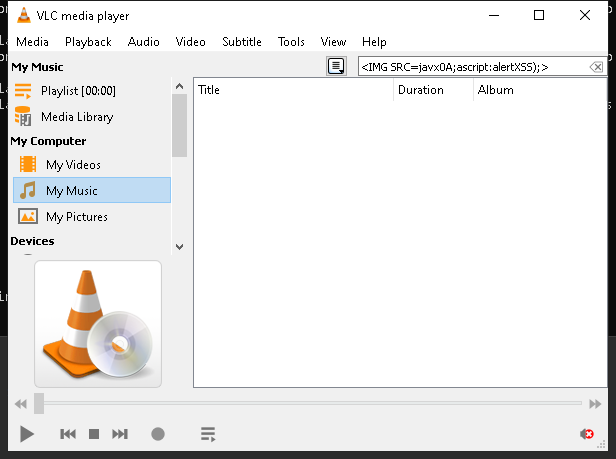 VLC media player
Media Playback Audio Video Subtitle Tools View Help
My Music
<IMG SRC=javx0A;ascript:alertXSS);>
Playlist [00:00]
Media Library
My Computer
My Videos
My Music
My Pictures
Devices
Title Duration Album